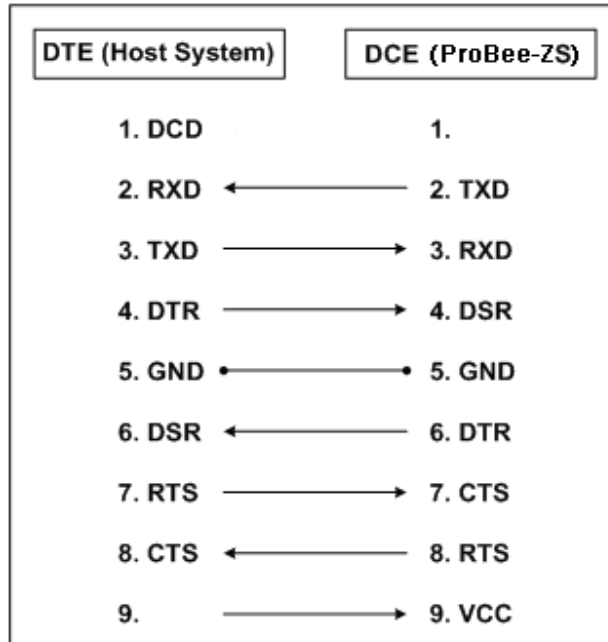 DTE (Host System) DCE (ProBee-ZS)
1. DCD 1.
2. RXD 2. TXD
3. TXD 3. RXD
4. DTR 4. DSR
5. GND 5. GND
6. DSR 6. DTR
7. RTS 7. CTS
8. CTS 8. RTS
9. 9. VCC